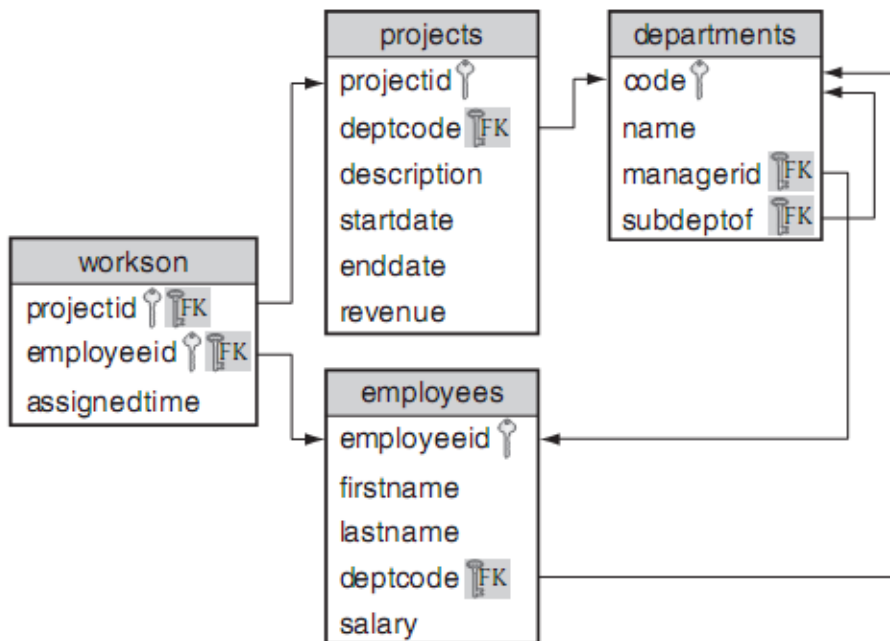 projects
projectid
deptcode FK
description
startdate
enddate
revenue
departments
code
name
managerid FK
subdeptof FK
workson
projectid FK
employeeid FK
assignedtime
employees
employeeid
firstname
lastname
deptcode FK
salary